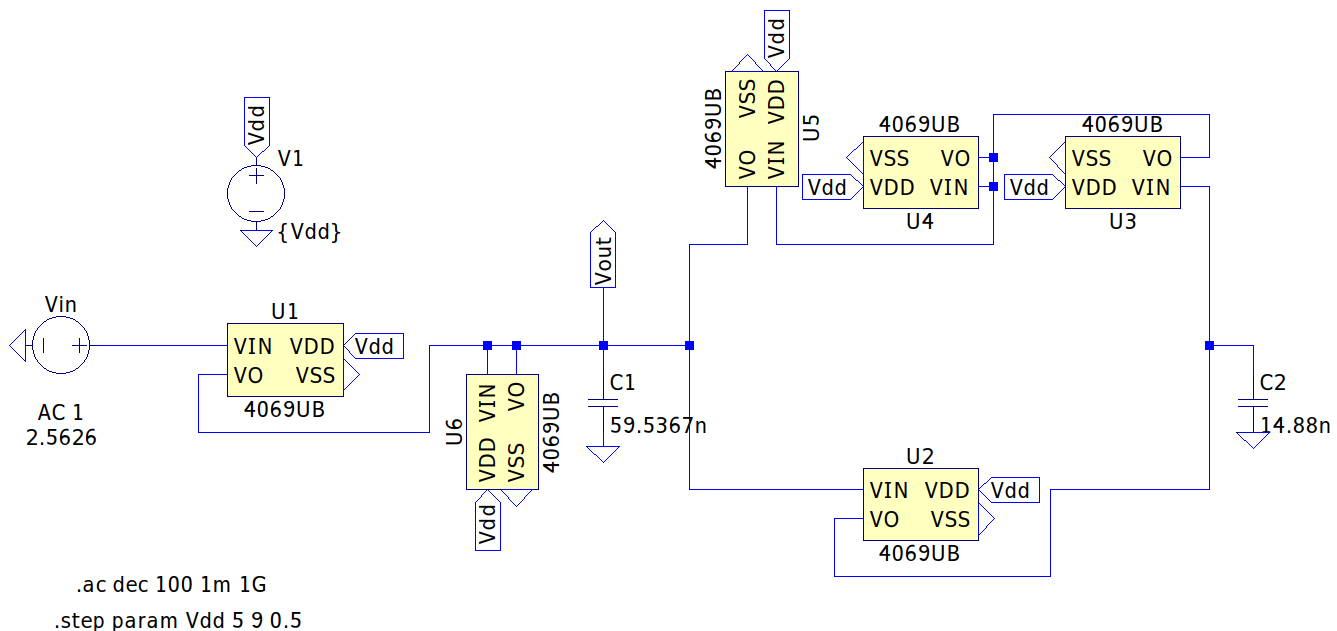 Vdd
V1
{Vdd}
Vin
AC 1
2.5626
U1
VIN VDD
VO VSS
4069UB
Vdd
U6
VIN VO
VDD VSS
4069UB
Vdd
Vout
C1
59.5367n
Vdd
4069UB
VSS VDD
VO VIN
U5
4069UB
VSS VO
VDD VIN
Vdd
U4
4069UB
VSS VO
VDD VIN
Vdd
U3
C2
14.88n
U2
VIN VDD
VO VSS
4069UB
Vdd
.ac dec 100 1m 1G
.step param Vdd 5 9 0.5